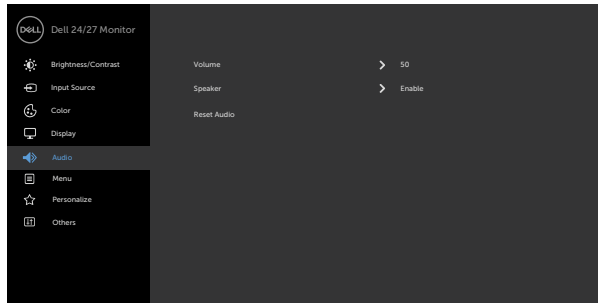 DELL Dell 24/27 Monitor
Brightness/Contrast
Input Source
Color
Display
Audio
Menu
Personalize
Others
Volume 50
Speaker Enable
Reset Audio